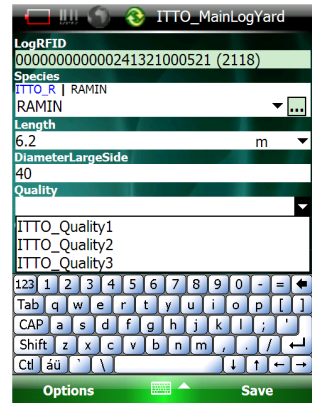 ITTO_MainLogYard
LogRFID
000000000000241321000521 (2118)
Species
ITTO_R | RAMIN
RAMIN ...
Length
6.2 m
DiameterLargeSide
40
Quality
ITTO_Quality1
ITTO_Quality2
ITTO_Quality3
123 1 2 3 4 5 6 7 8 9 0 - =
Tab q w e r t y u i o p [ ]
CAP a s d f g h j k l ; '
Shift z x c v b n m , . /
Ctl áü ` \
Options Save